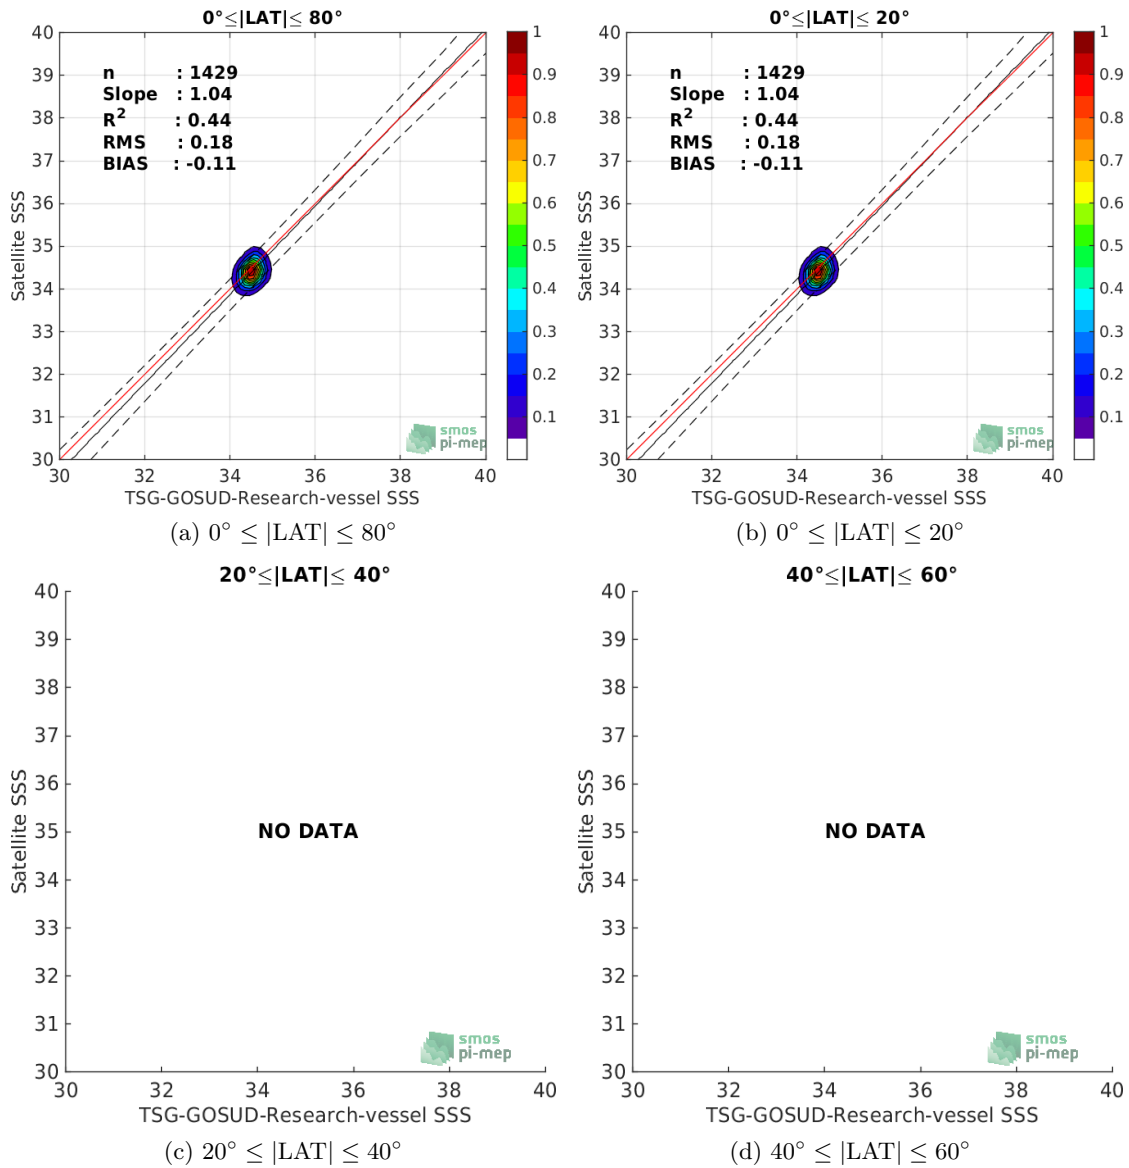 0°≤|LAT|≤ 80°
40
39
38
37
36
35
34
33
32
31
30
n : 1429
Slope : 1.04
R² : 0.44
RMS : 0.18
BIAS : -0.11
Satellite SSS
smos
pi-mep
30 32 34 36 38 40
TSG-GOSUD-Research-vessel SSS
1
0.9
0.8
0.7
0.6
0.5
0.4
0.3
0.2
0.1
(a) 0° ≤ |LAT| ≤ 80°
0°≤|LAT|≤ 20°
40
39
38
37
36
35
34
33
32
31
30
n : 1429
Slope : 1.04
R² : 0.44
RMS : 0.18
BIAS : -0.11
Satellite SSS
smos
pi-mep
30 32 34 36 38 40
TSG-GOSUD-Research-vessel SSS
1
0.9
0.8
0.7
0.6
0.5
0.4
0.3
0.2
0.1
(b) 0° ≤ |LAT| ≤ 20°
20°≤|LAT|≤ 40°
40
39
38
37
36
35
34
33
32
31
30
Satellite SSS
NO DATA
smos
pi-mep
30 32 34 36 38 40
TSG-GOSUD-Research-vessel SSS
(c) 20° ≤ |LAT| ≤ 40°
40°≤|LAT|≤ 60°
40
39
38
37
36
35
34
33
32
31
30
Satellite SSS
NO DATA
smos
pi-mep
30 32 34 36 38 40
TSG-GOSUD-Research-vessel SSS
(d) 40° ≤ |LAT| ≤ 60°